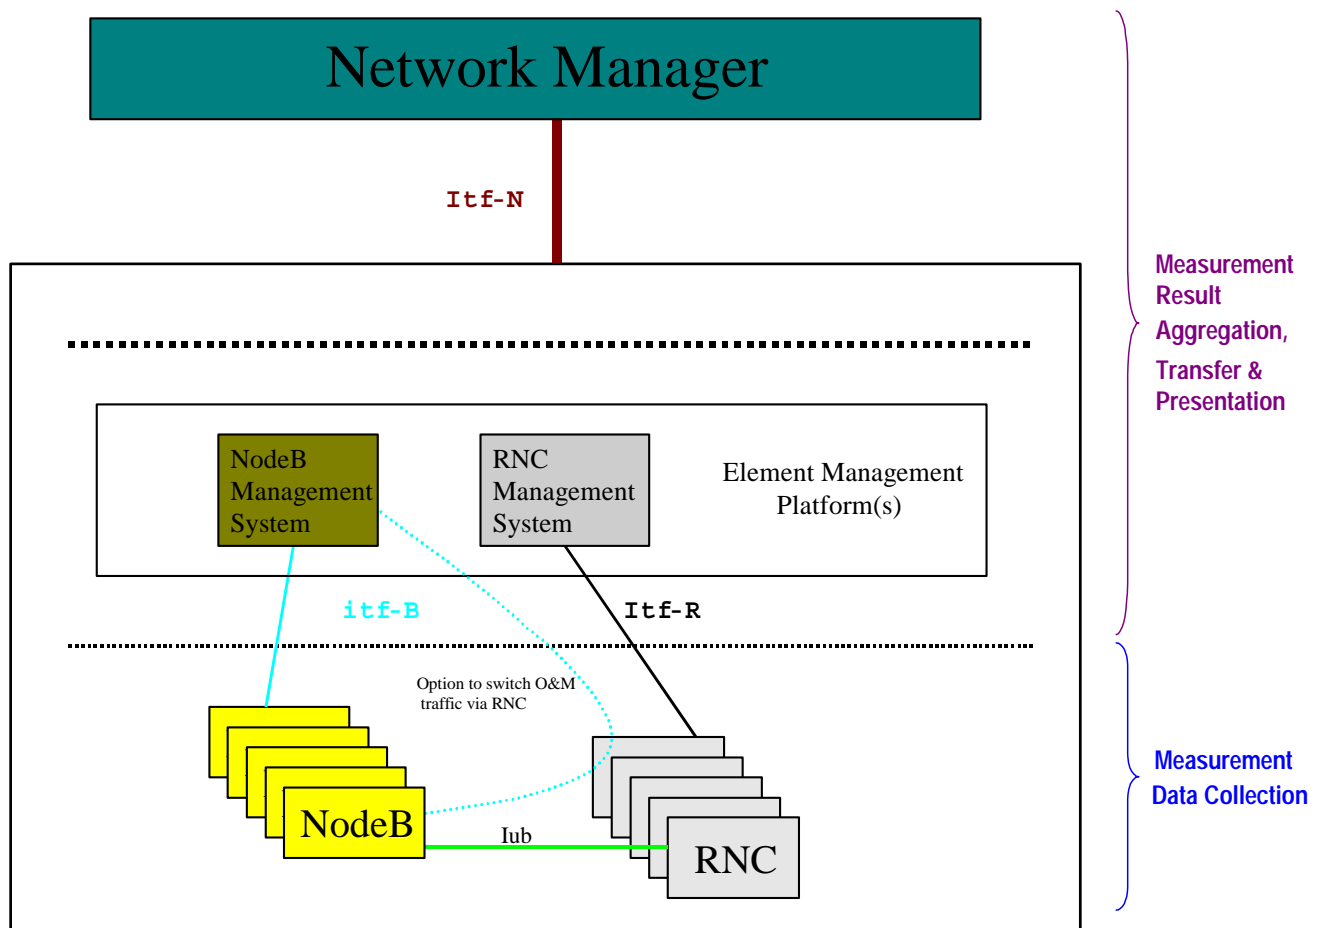 Network Manager
Itf-N
Measurement
Result
Aggregation,
Transfer &
Presentation
NodeB
Management
System
RNC
Management
System
Element Management
Platform(s)
itf-B
Itf-R
Option to switch O&M
traffic via RNC
Measurement
Data Collection
NodeB
Iub
RNC